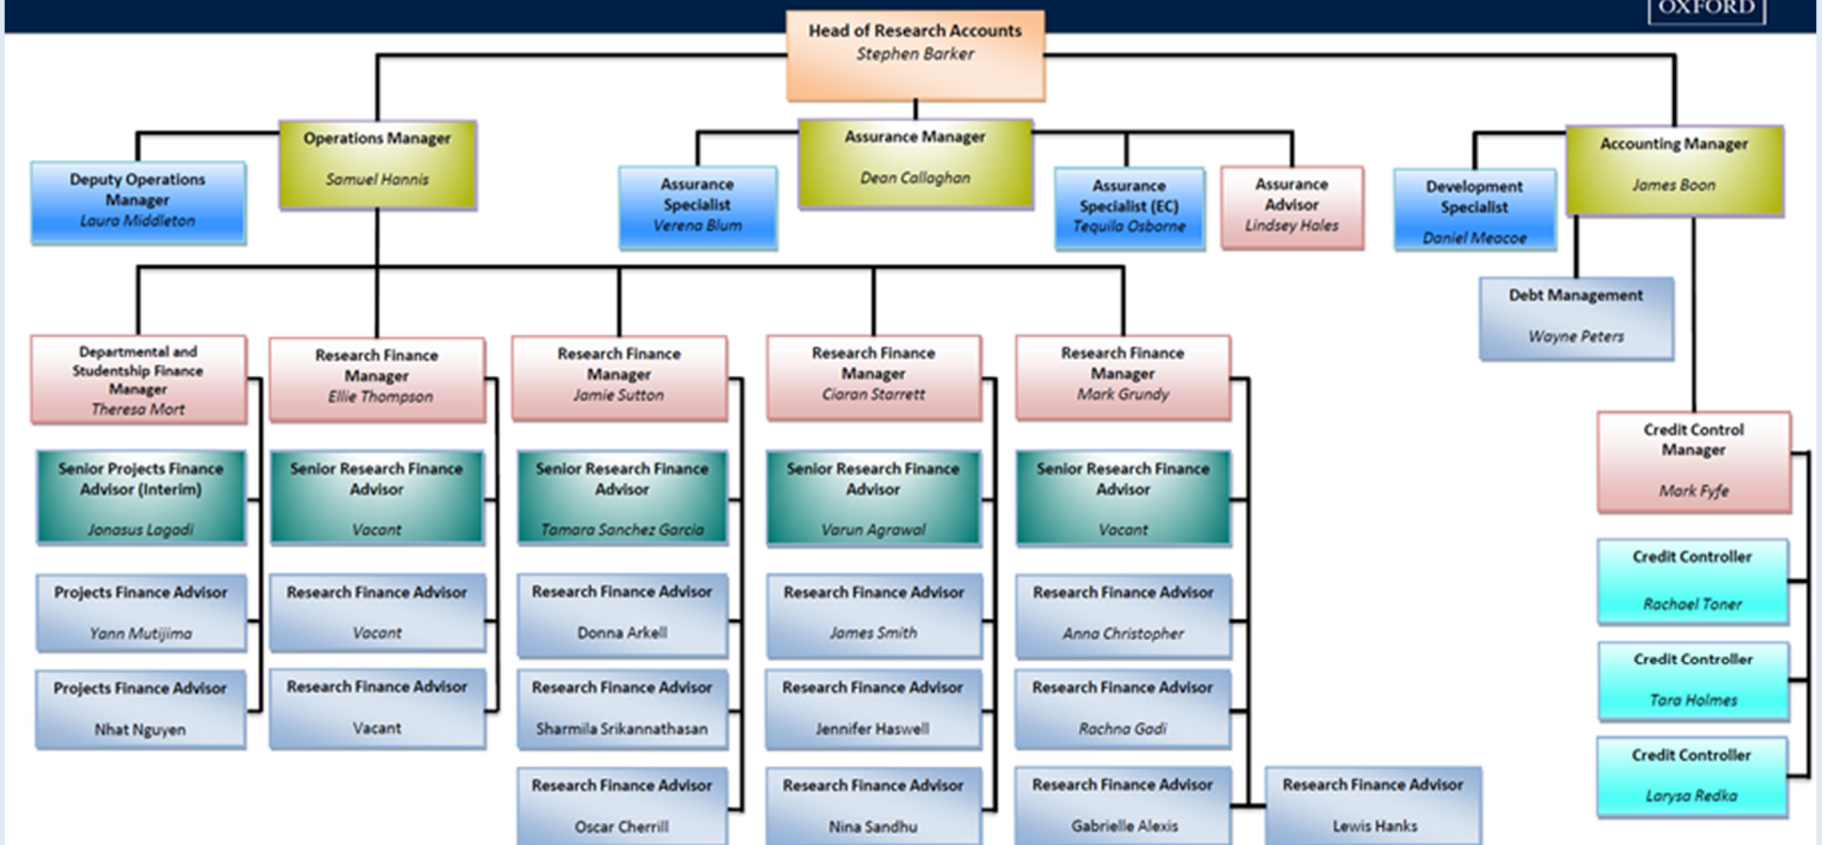 OXFORD
Head of Research Accounts
Stephen Barker
Operations Manager
Samuel Hannis
Assurance Manager
Dean Callaghan
Accounting Manager
James Boon
Deputy Operations
Manager
Laura Middleton
Assurance
Specialist
Verena Blum
Assurance
Specialist (EC)
Tequila Osborne
Assurance
Advisor
Lindsey Hales
Development
Specialist
Daniel Meacoe
Debt Management
Wayne Peters
Departmental and
Studentship Finance
Manager
Theresa Mort
Research Finance
Manager
Ellie Thompson
Research Finance
Manager
Jamie Sutton
Research Finance
Manager
Ciaran Starrett
Research Finance
Manager
Mark Grundy
Credit Control
Manager
Mark Fyfe
Senior Projects Finance
Advisor (Interim)
Jonasus Lagadi
Senior Research Finance
Advisor
Vacant
Senior Research Finance
Advisor
Tamara Sanchez Garcia
Senior Research Finance
Advisor
Varun Agrawal
Senior Research Finance
Advisor
Vacant
Credit Controller
Rachael Toner
Projects Finance Advisor
Yann Mutijima
Research Finance Advisor
Vacant
Research Finance Advisor
Donna Arkell
Research Finance Advisor
James Smith
Research Finance Advisor
Anna Christopher
Credit Controller
Tara Holmes
Projects Finance Advisor
Nhat Nguyen
Research Finance Advisor
Vacant
Research Finance Advisor
Sharmila Srikannathasan
Research Finance Advisor
Jennifer Haswell
Research Finance Advisor
Rachna Gadi
Credit Controller
Larysa Redka
Research Finance Advisor
Oscar Cherrill
Research Finance Advisor
Nina Sandhu
Research Finance Advisor
Gabrielle Alexis
Research Finance Advisor
Lewis Hanks